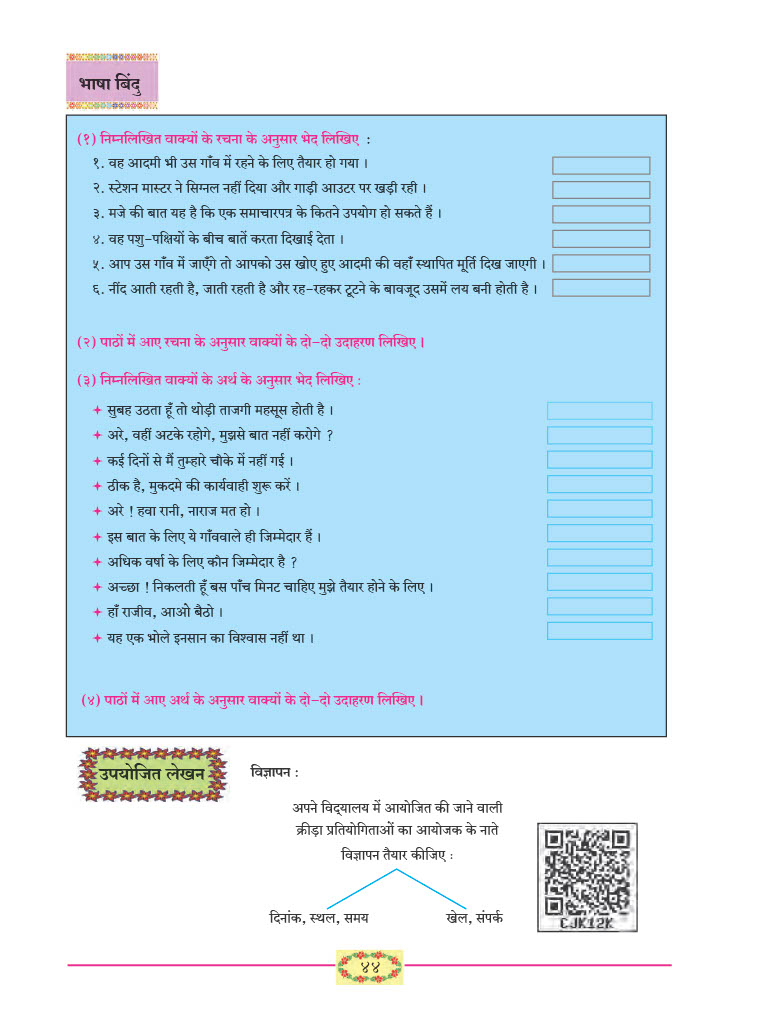 भाषा बिंदु
(१) निम्नलिखित वाक्यों के रचना के अनुसार भेद लिखिए :
१. वह आदमी भी उस गाँव में रहने के लिए तैयार हो गया ।
२. स्टेशन मास्टर ने सिग्नल नहीं दिया और गाड़ी आउटर पर खड़ी रही ।
३. मजे की बात यह है कि एक समाचारपत्र के कितने उपयोग हो सकते हैं ।
४. वह पशु-पक्षियों के बीच बातें करता दिखाई देता ।
५. आप उस गाँव में जाएँगे तो आपको उस खोए हुए आदमी की वहाँ स्थापित मूर्ति दिख जाएगी ।
६. नींद आती रहती है, जाती रहती है और रह-रहकर टूटने के बावजूद उसमें लय बनी होती है ।
(२) पाठों में आए रचना के अनुसार वाक्यों के दो-दो उदाहरण लिखिए ।
(३) निम्नलिखित वाक्यों के अर्थ के अनुसार भेद लिखिए :
+ सुबह उठता हूँ तो थोड़ी ताजगी महसूस होती है ।
+ अरे, वहीं अटके रहोगे, मुझसे बात नहीं करोगे ?
+ कई दिनों से मैं तुम्हारे चौके में नहीं गई ।
+ ठीक है, मुकदमे की कार्यवाही शुरू करें ।
+ अरे ! हवा रानी, नाराज मत हो ।
+ इस बात के लिए ये गाँववाले ही जिम्मेदार हैं ।
+ अधिक वर्षा के लिए कौन जिम्मेदार है ?
+ अच्छा ! निकलती हूँ बस पाँच मिनट चाहिए मुझे तैयार होने के लिए ।
+ हाँ राजीव, आओ बैठो ।
+ यह एक भोले इनसान का विश्वास नहीं था ।
(४) पाठों में आए अर्थ के अनुसार वाक्यों के दो-दो उदाहरण लिखिए ।
उपयोजित लेखन
विज्ञापन :
अपने विद्यालय में आयोजित की जाने वाली
क्रीड़ा प्रतियोगिताओं का आयोजक के नाते
विज्ञापन तैयार कीजिए :
दिनांक, स्थल, समय
खेल, संपर्क
CJK12K
४४